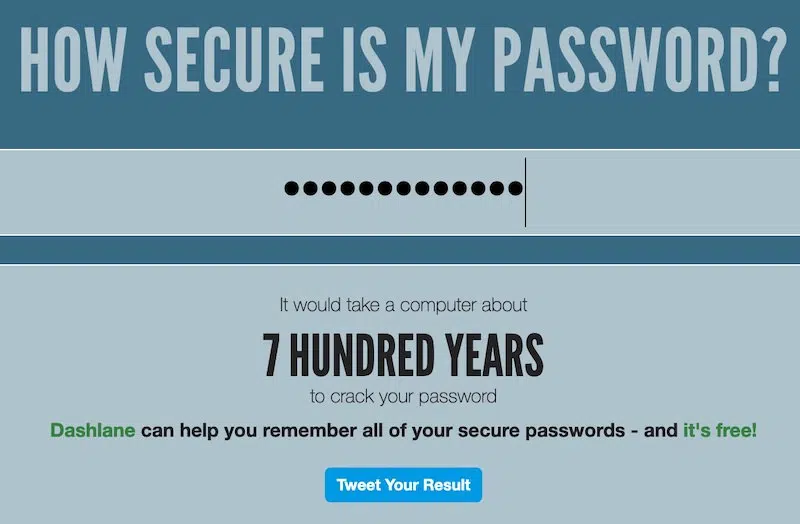 HOW SECURE IS MY PASSWORD?
●●●●●●●●●●●●●
It would take a computer about
7 HUNDRED YEARS
to crack your password
Dashlane can help you remember all of your secure passwords - and it's free!
Tweet Your Result